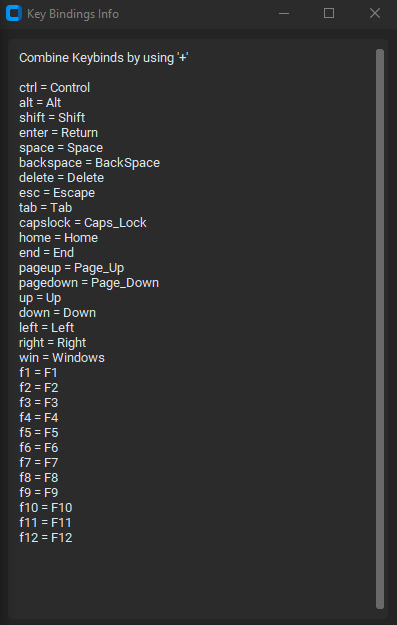 Key Bindings Info
Combine Keybinds by using '+'
ctrl = Control
alt = Alt
shift = Shift
enter = Return
space = Space
backspace = BackSpace
delete = Delete
esc = Escape
tab = Tab
capslock = Caps_Lock
home = Home
end = End
pageup = Page_Up
pagedown = Page_Down
up = Up
down = Down
left = Left
right = Right
win = Windows
f1 = F1
f2 = F2
f3 = F3
f4 = F4
f5 = F5
f6 = F6
f7 = F7
f8 = F8
f9 = F9
f10 = F10
f11 = F11
f12 = F12